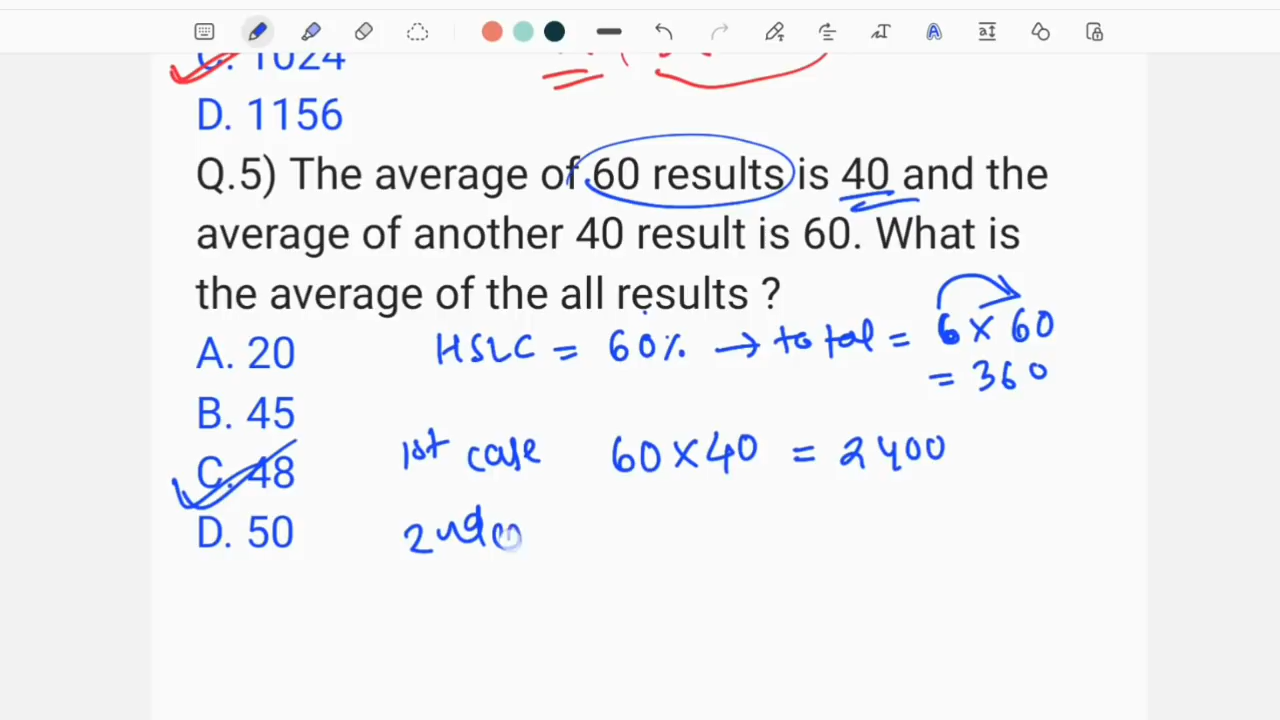 C. 1024
D. 1156
Q.5) The average of 60 results is 40 and the
average of another 40 result is 60. What is
the average of the all results ?
A. 20
HSLC = 60% → total = 6 × 60
= 360
B. 45
1st case 60 × 40 = 2400
C. 48
D. 50
2nd